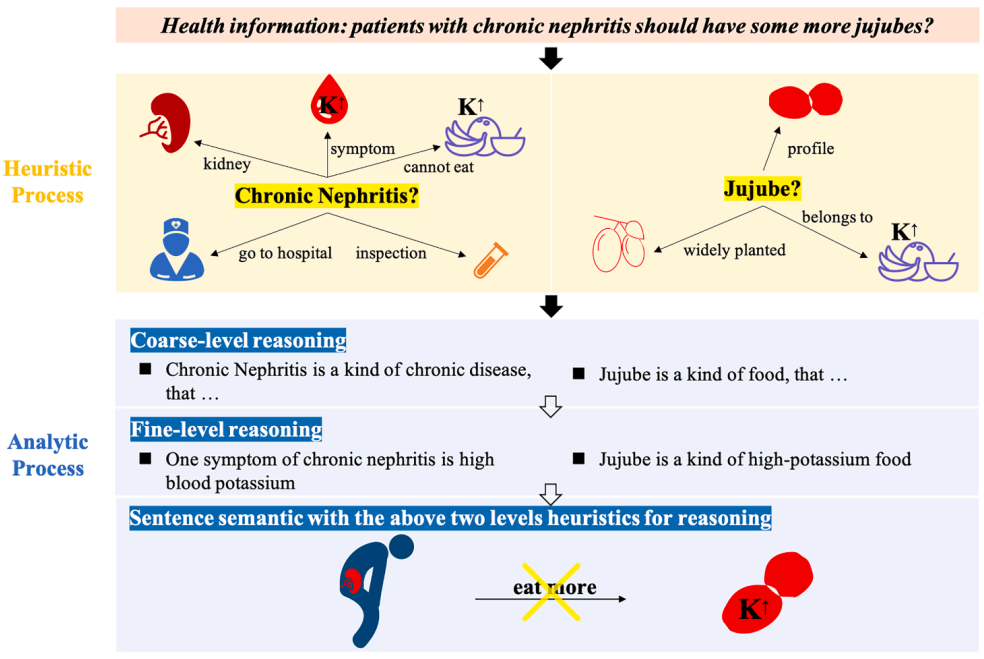 Health information: patients with chronic nephritis should have some more jujubes?
Heuristic
Process
K↑
K↑
kidney
symptom
cannot eat
Chronic Nephritis?
go to hospital
inspection
profile
Jujube?
belongs to
widely planted
K↑
Analytic
Process
Coarse-level reasoning
■ Chronic Nephritis is a kind of chronic disease,
that …
■ Jujube is a kind of food, that …
Fine-level reasoning
■ One symptom of chronic nephritis is high
blood potassium
■ Jujube is a kind of high-potassium food
Sentence semantic with the above two levels heuristics for reasoning
eat more
K↑